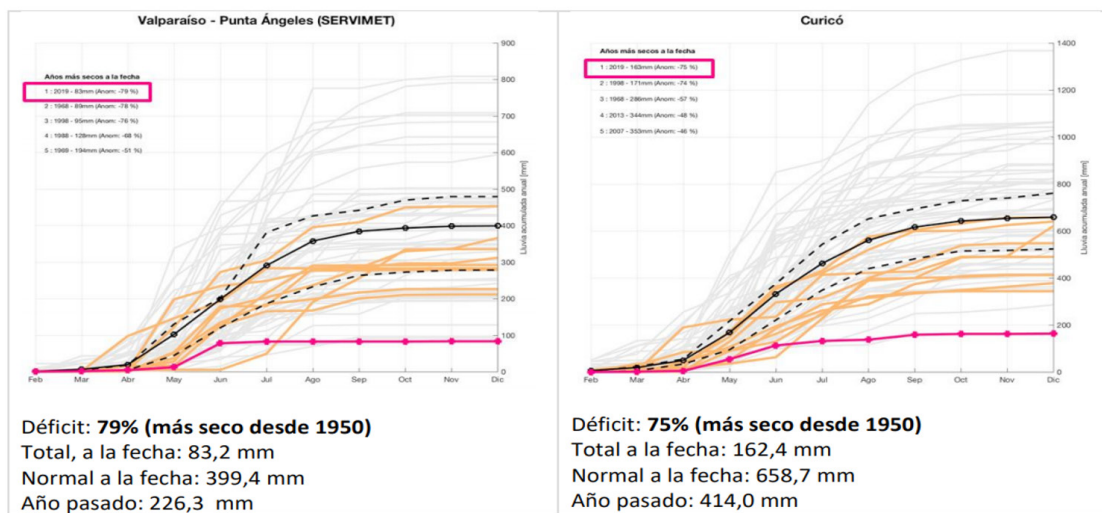 Valparaíso - Punta Ángeles (SERVIMET)
Años más secos a la fecha
1 : 2019 - 83mm (Anom: -79 %)
2 : 1968 - 89mm (Anom: -78 %)
3 : 1998 - 95mm (Anom: -76 %)
4 : 1988 - 128mm (Anom: -68 %)
5 : 1969 - 194mm (Anom: -51 %)
900
800
700
600
500
400
300
200
100
0
Lluvia acumulada anual [mm]
Feb Mar Abr May Jun Jul Ago Sep Oct Nov Dic
Déficit: 79% (más seco desde 1950)
Total, a la fecha: 83,2 mm
Normal a la fecha: 399,4 mm
Año pasado: 226,3 mm
Curicó
Años más secos a la fecha
1 : 2019 - 163mm (Anom: -75 %)
2 : 1998 - 171mm (Anom: -74 %)
3 : 1968 - 286mm (Anom: -57 %)
4 : 2013 - 344mm (Anom: -48 %)
5 : 2007 - 353mm (Anom: -46 %)
1400
1200
1000
800
600
400
200
0
Lluvia acumulada anual [mm]
Feb Mar Abr May Jun Jul Ago Sep Oct Nov Dic
Déficit: 75% (más seco desde 1950)
Total a la fecha: 162,4 mm
Normal a la fecha: 658,7 mm
Año pasado: 414,0 mm